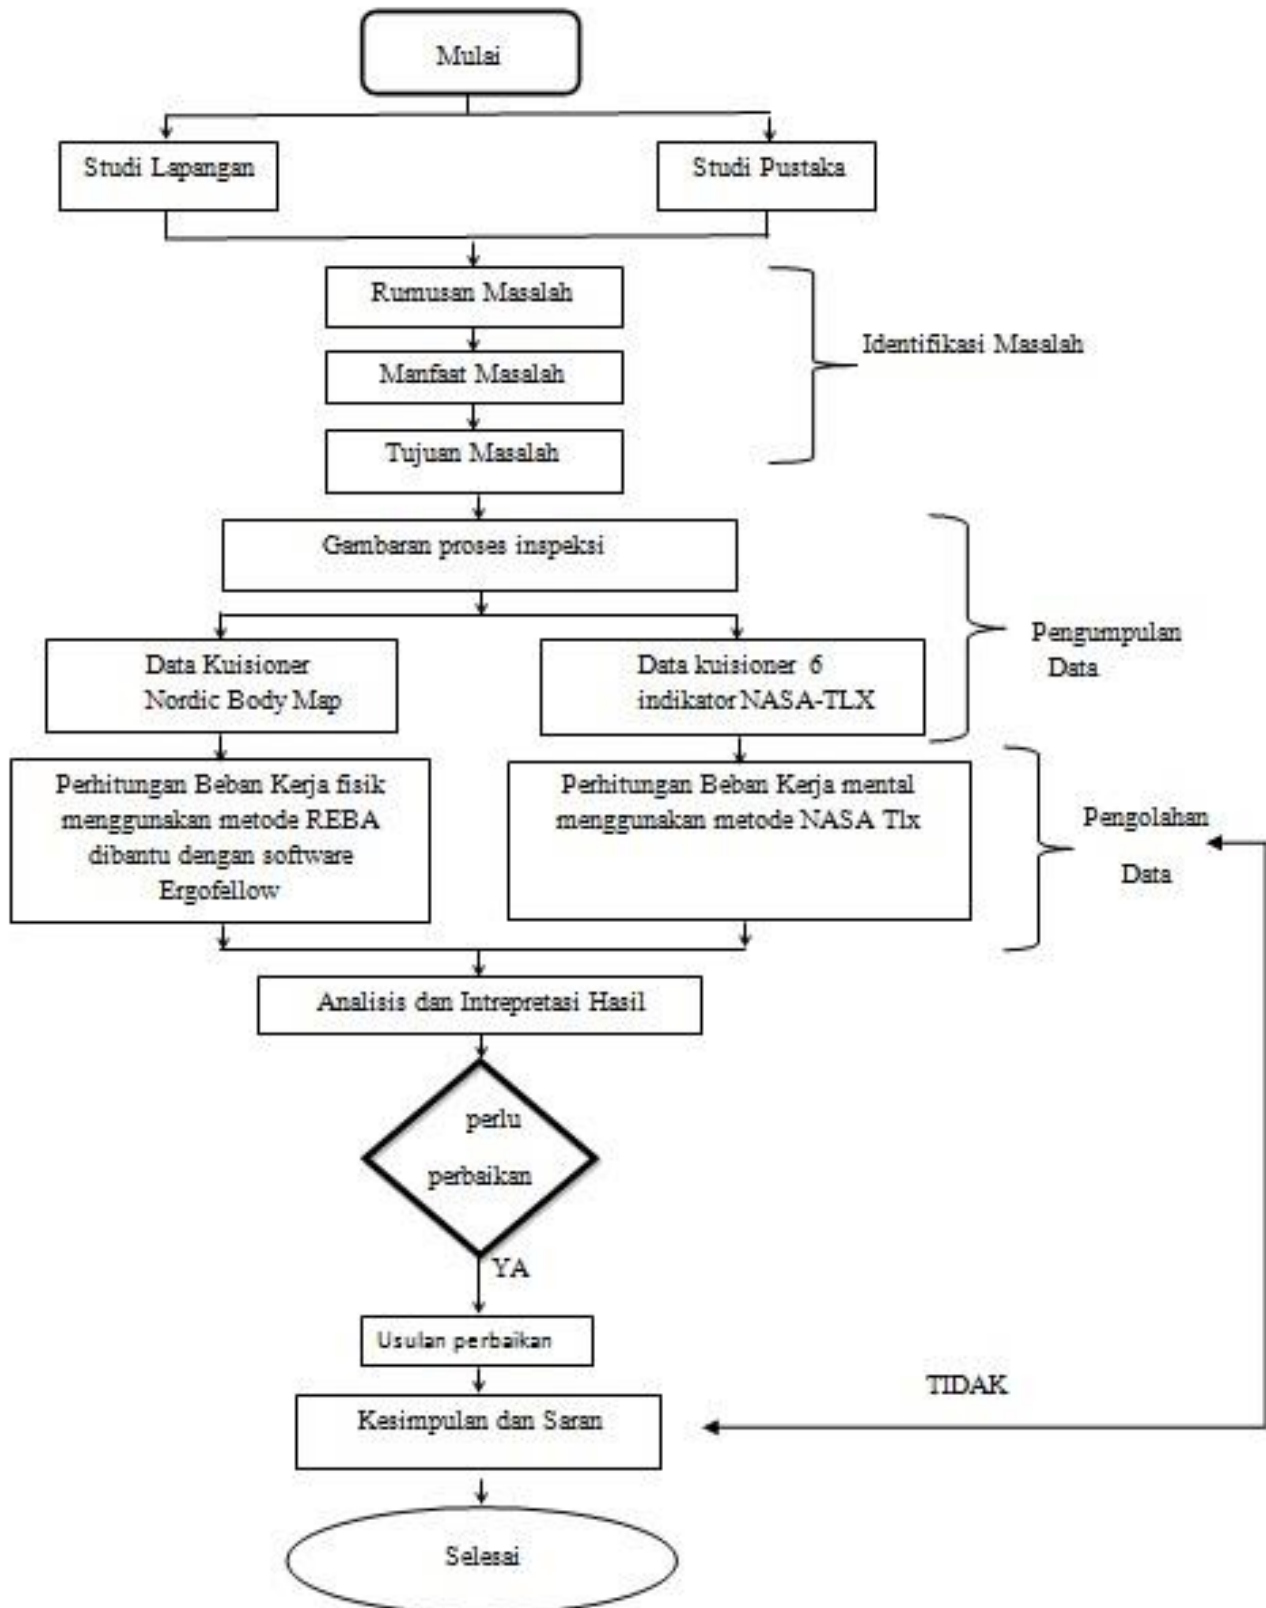 Mulai
Studi Lapangan
Studi Pustaka
Rumusan Masalah
Identifikasi Masalah
Manfaat Masalah
Tujuan Masalah
Gambaran proses inspeksi
Pengumpulan
Data
Data Kuisioner
Nordic Body Map
Data kuisioner 6
indikator NASA-TLX
Perhitungan Beban Kerja fisik
menggunakan metode REBA
dibantu dengan software
Ergofellow
Perhitungan Beban Kerja mental
menggunakan metode NASA Tlx
Pengolahan
Data
Analisis dan Intrepretasi Hasil
perlu
perbaikan
YA
Usulan perbaikan
TIDAK
Kesimpulan dan Saran
Selesai